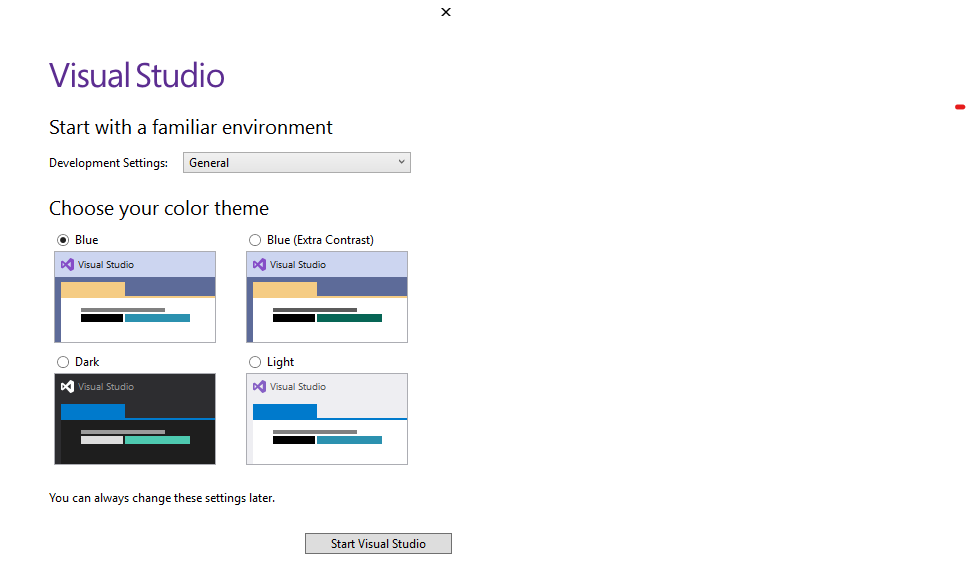 Visual Studio
Start with a familiar environment
Development Settings: General
Choose your color theme
Blue
Blue (Extra Contrast)
Visual Studio
Visual Studio
Dark
Light
Visual Studio
Visual Studio
You can always change these settings later.
Start Visual Studio